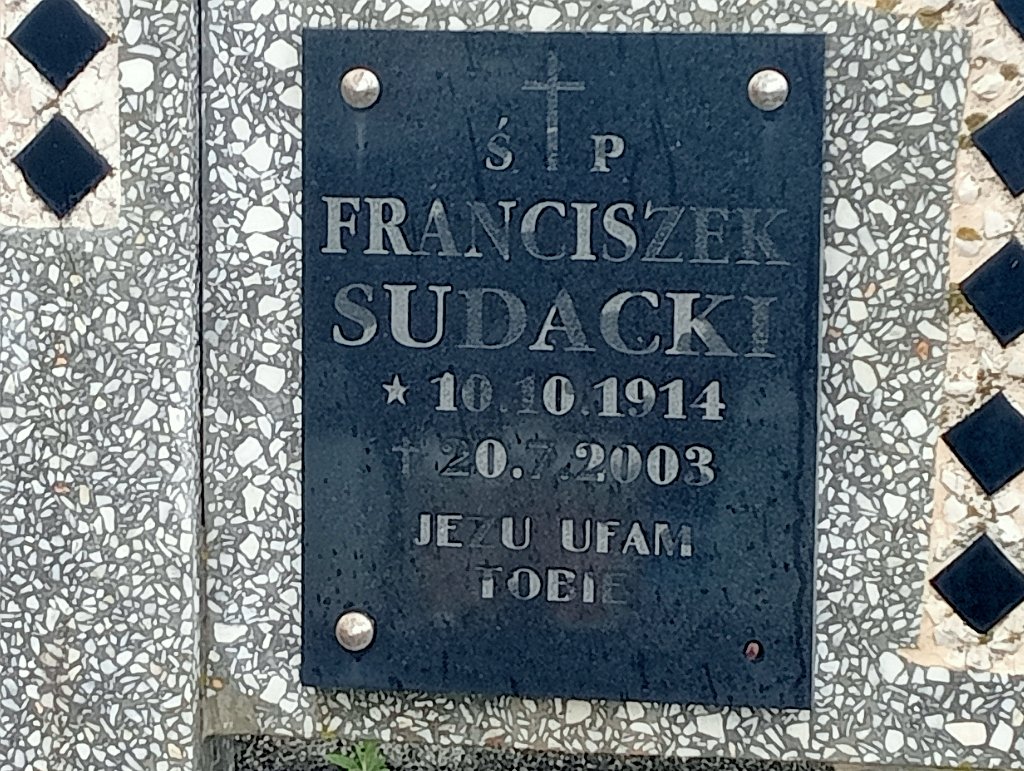 Ś P
FRANCISZEK
SUDACKI
★ 10.10.1914
† 20.7.2003
JEZU UFAM
TOBIE